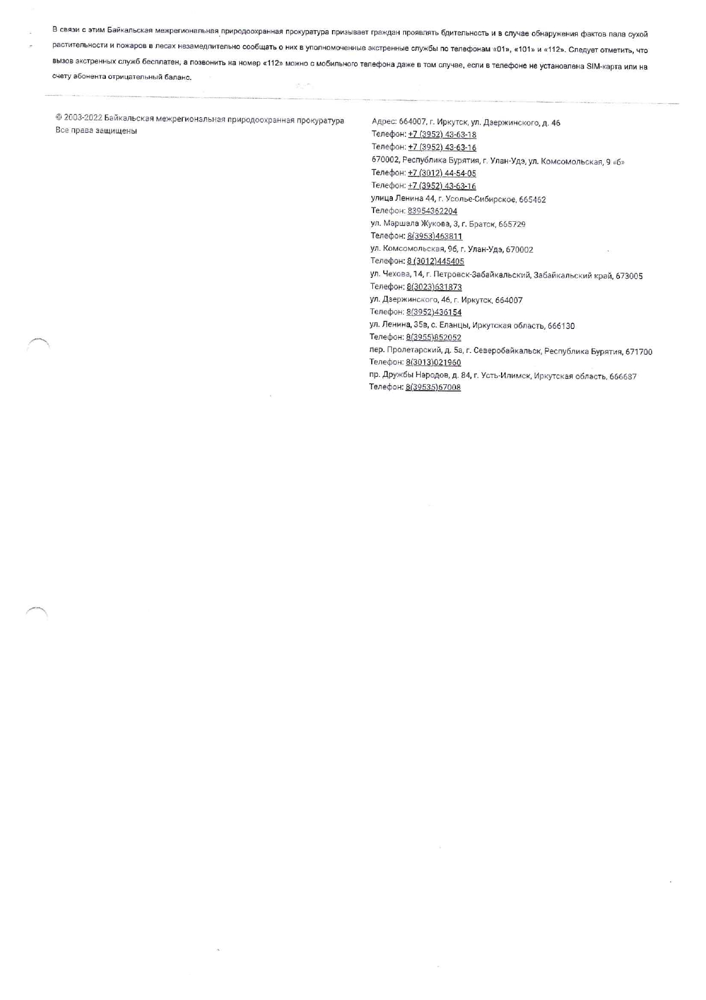 В связи с этим Байкальская межрегиональная природоохранная прокуратура призывает граждан проявлять бдительность и в случае обнаружения фактов пала сухой
растительности и пожаров в лесах незамедлительно сообщать о них в уполномоченные экстренные службы по телефонам «01», «101» и «112». Следует отметить, что
вызов экстренных служб бесплатен, а позвонить на номер «112» можно с мобильного телефона даже в том случае, если в телефоне не установлена SIM-карта или на
счету абонента отрицательный баланс.
© 2003-2022 Байкальская межрегиональная природоохранная прокуратура
Все права защищены
Адрес: 664007, г. Иркутск, ул. Дзержинского, д. 46
Телефон: +7 (3952) 43-63-18
Телефон: +7 (3952) 43-63-16
670002, Республика Бурятия, г. Улан-Удэ, ул. Комсомольская, 9 «б»
Телефон: +7 (3012) 44-54-05
Телефон: +7 (3952) 43-63-16
улица Ленина 44, г. Усолье-Сибирское, 665462
Телефон: 83954362204
ул. Маршала Жукова, 3, г. Братск, 665729
Телефон: 8(3953)463811
ул. Комсомольская, 9б, г. Улан-Удэ, 670002
Телефон: 8 (3012)445405
ул. Чехова, 14, г. Петровск-Забайкальский, Забайкальский край, 673005
Телефон: 8(3023)631873
ул. Дзержинского, 46, г. Иркутск, 664007
Телефон: 8(3952)436154
ул. Ленина, 35в, с. Еланцы, Иркутская область, 666130
Телефон: 8(3955)852052
пер. Пролетарский, д. 5а, г. Северобайкальск, Республика Бурятия, 671700
Телефон: 8(3013)021960
пр. Дружбы Народов, д. 84, г. Усть-Илимск, Иркутская область, 666687
Телефон: 8(39535)67008